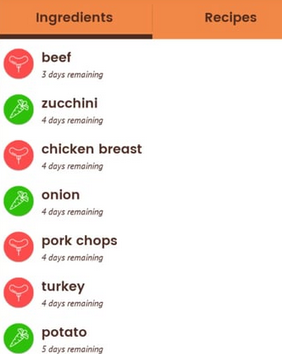 Ingredients Recipes
beef
3 days remaining
zucchini
4 days remaining
chicken breast
4 days remaining
onion
4 days remaining
pork chops
4 days remaining
turkey
4 days remaining
potato
5 days remaining